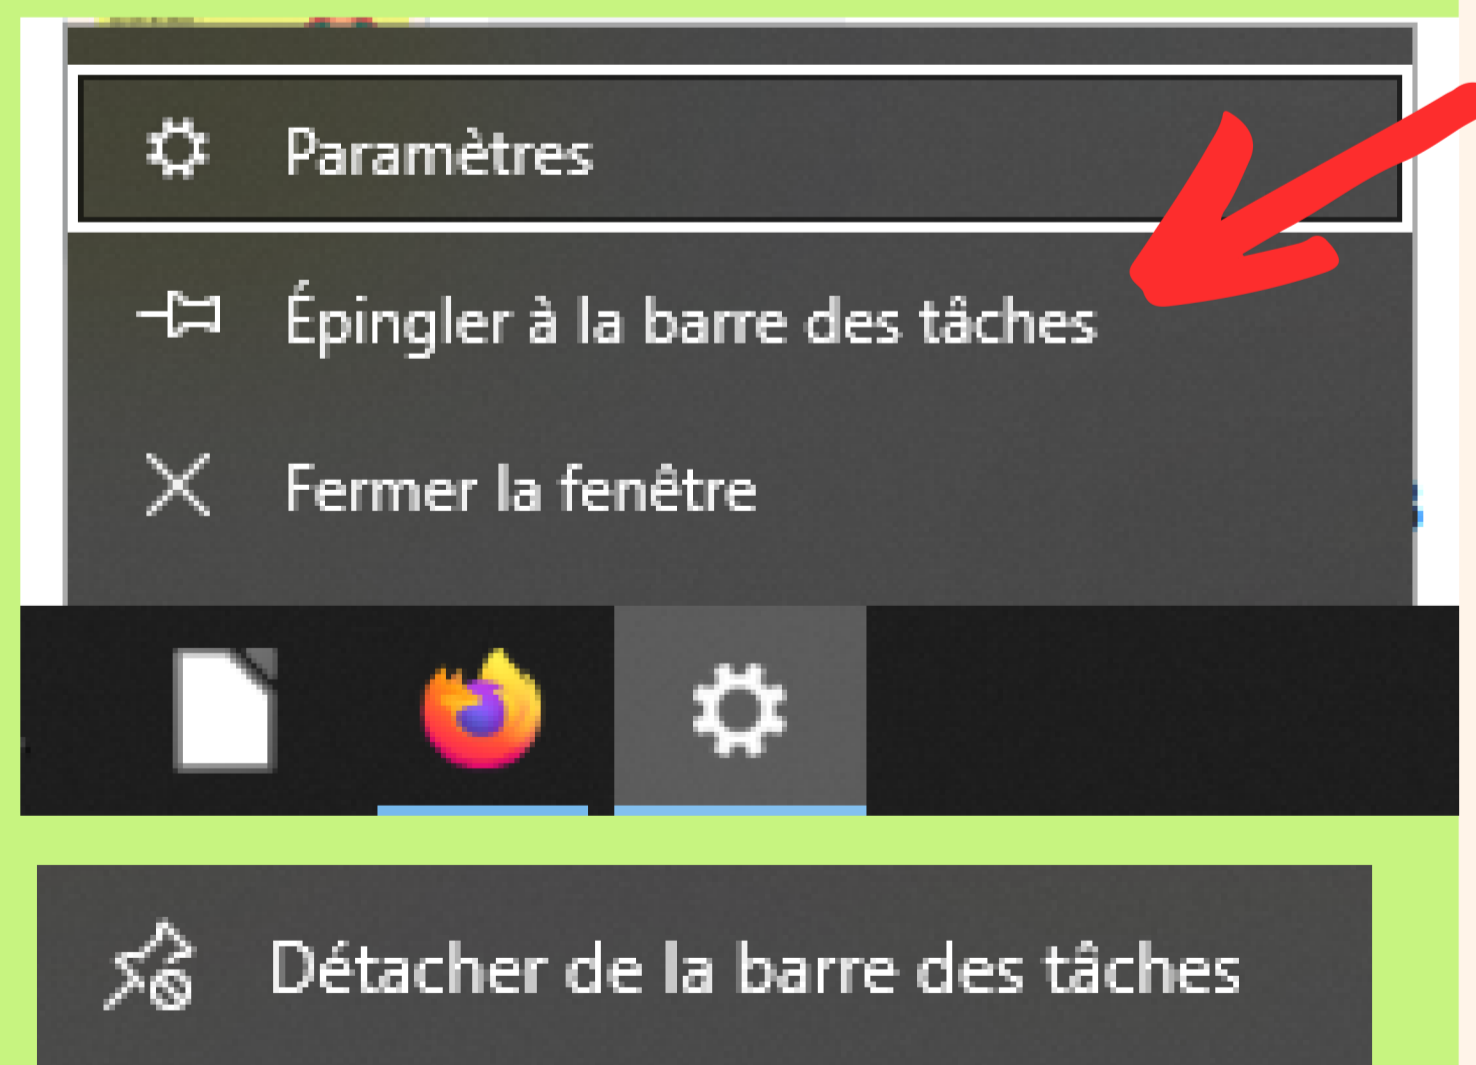 Paramètres
Épingler à la barre des tâches
Fermer la fenêtre
Détacher de la barre des tâches